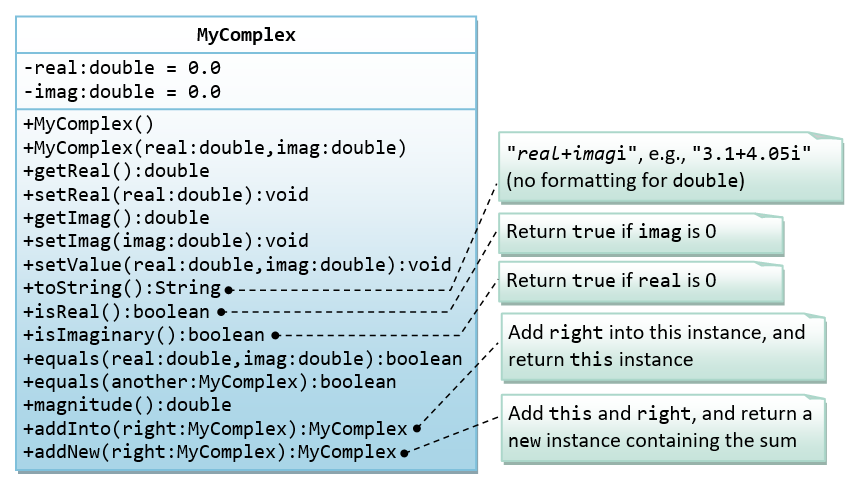 MyComplex
-real:double = 0.0
-imag:double = 0.0
+MyComplex()
+MyComplex(real:double,imag:double)
+getReal():double
+setReal(real:double):void
+getImag():double
+setImag(imag:double):void
+setValue(real:double,imag:double):void
+toString():String
+isReal():boolean
+isImaginary():boolean
+equals(real:double,imag:double):boolean
+equals(another:MyComplex):boolean
+magnitude():double
+addInto(right:MyComplex):MyComplex
+addNew(right:MyComplex):MyComplex
"real+imagi", e.g., "3.1+4.05i"
(no formatting for double)
Return true if imag is 0
Return true if real is 0
Add right into this instance, and
return this instance
Add this and right, and return a
new instance containing the sum